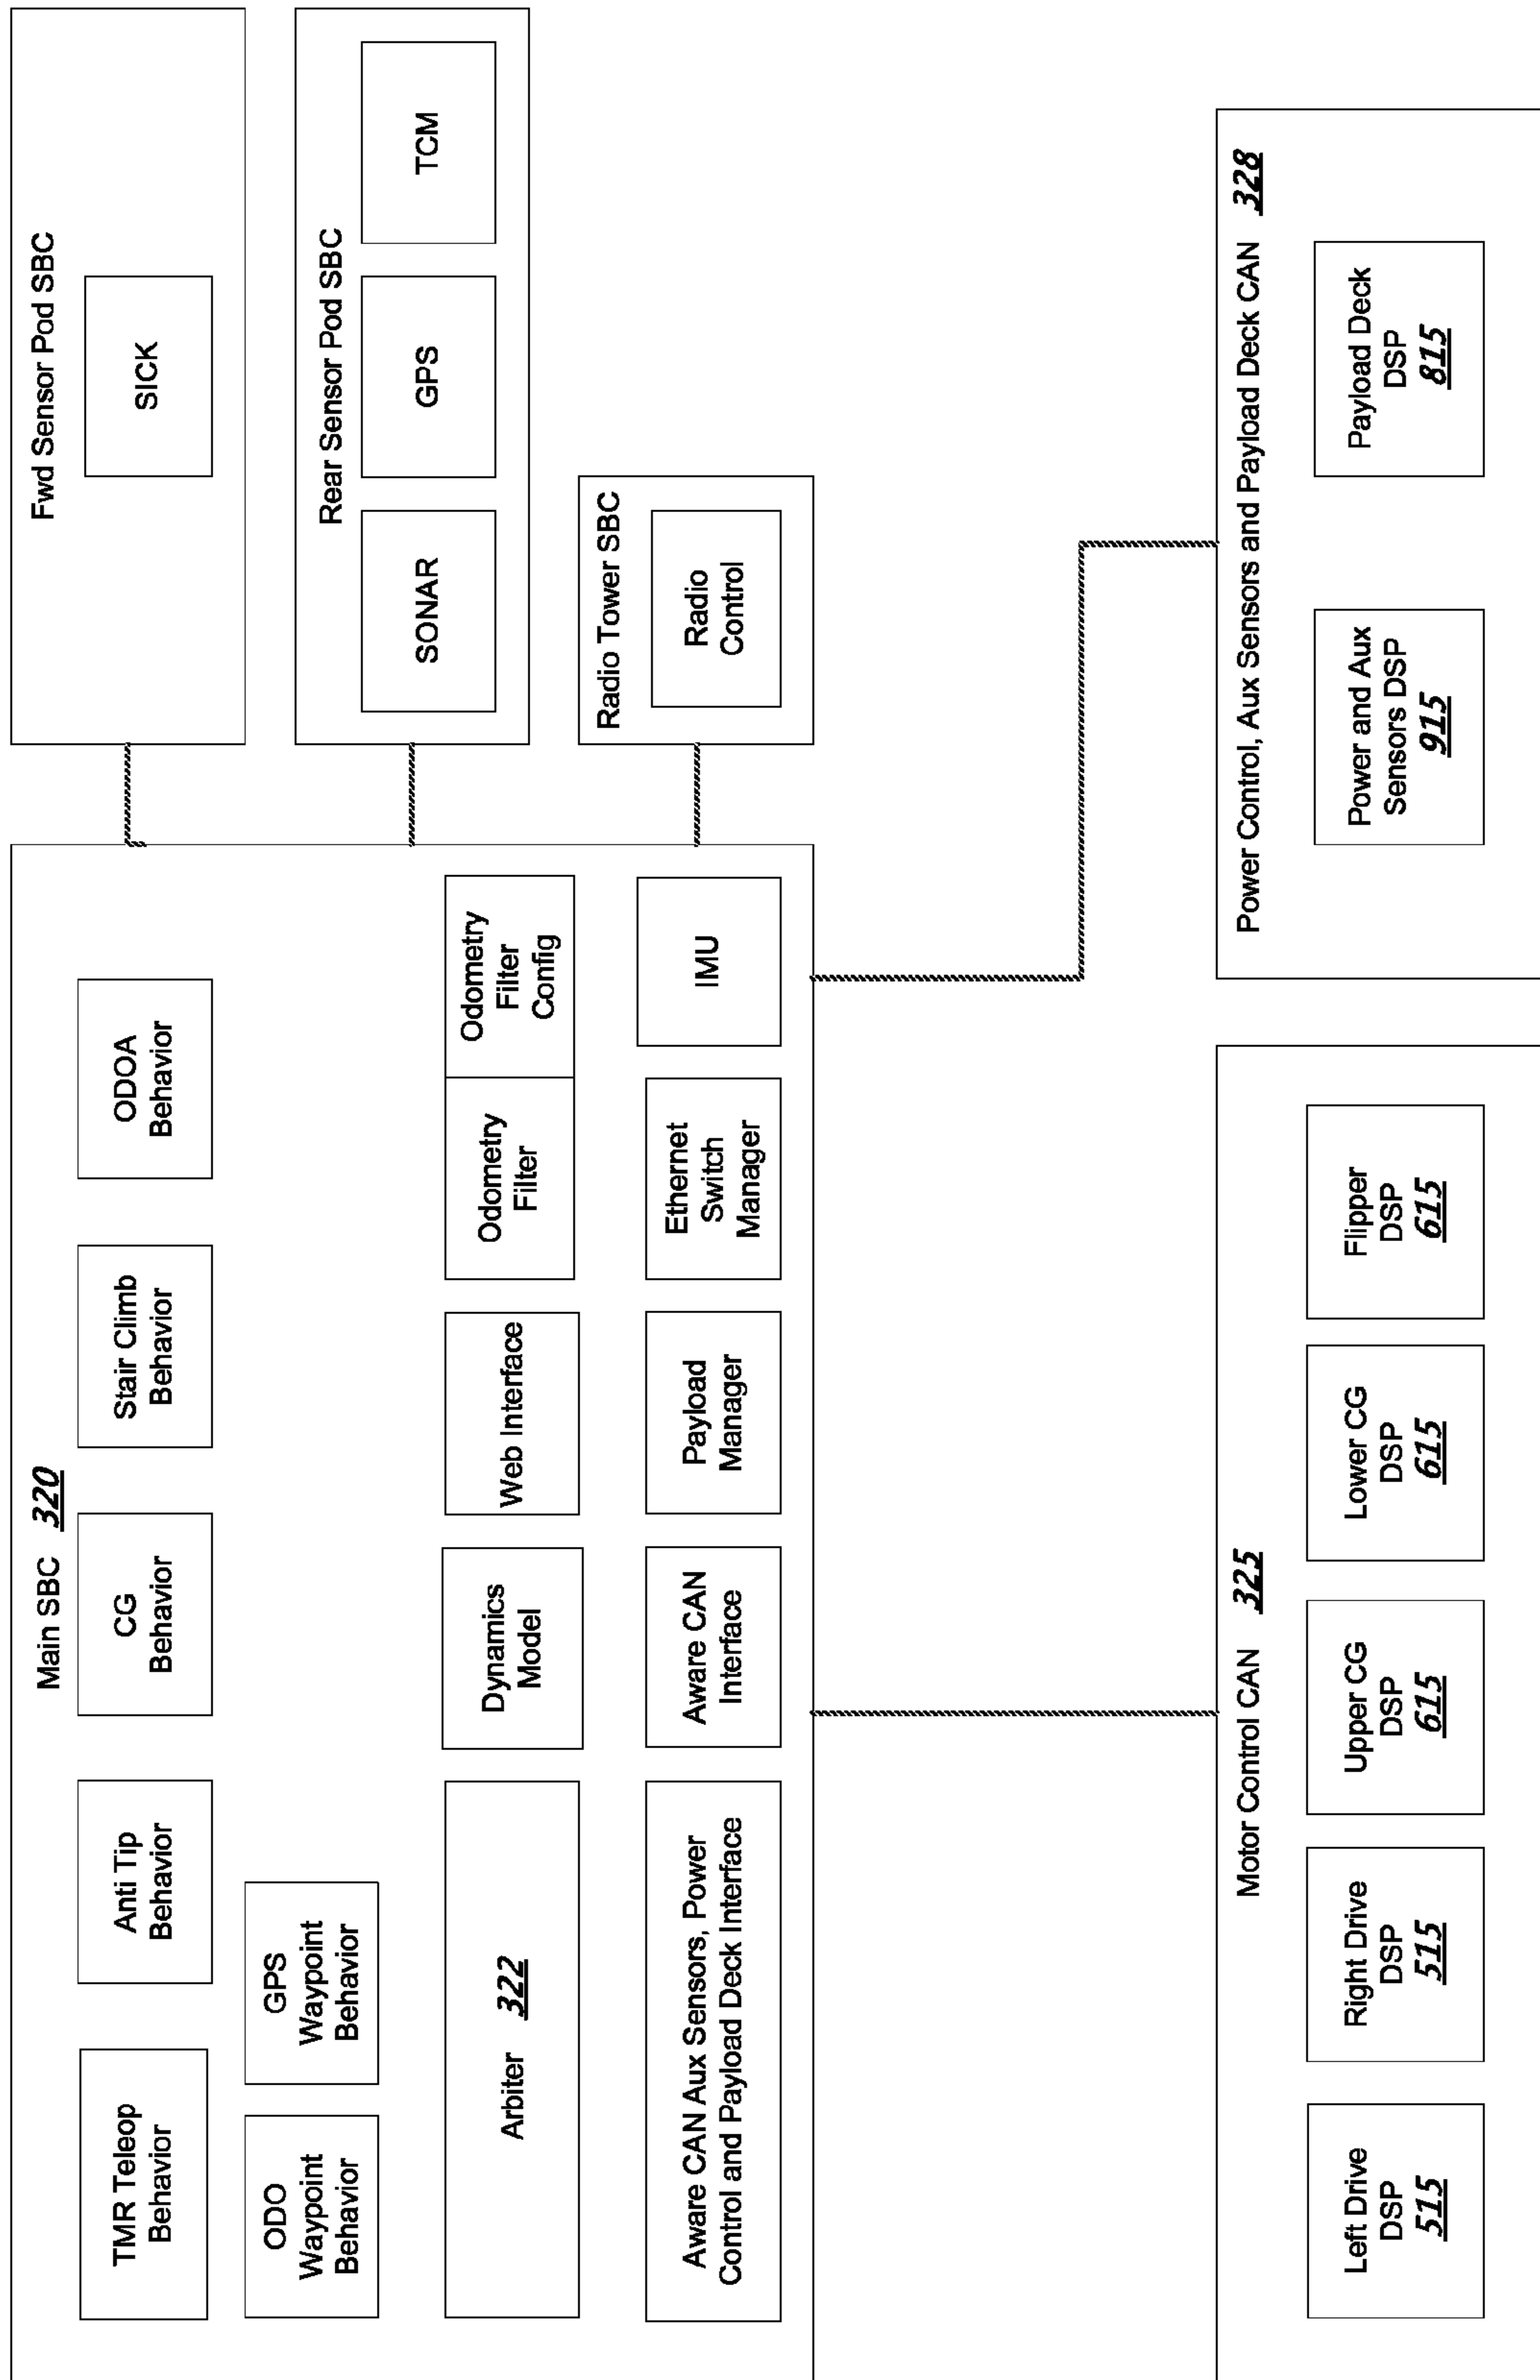 Main SBC 320
TMR Teleop
Behavior
Anti Tip
Behavior
CG
Behavior
Stair Climb
Behavior
ODOA
Behavior
ODO
Waypoint
Behavior
GPS
Waypoint
Behavior
Arbiter 322
Dynamics
Model
Web Interface
Odometry
Filter
Odometry
Filter
Config
Aware CAN Aux Sensors, Power
Control and Payload Deck Interface
Aware CAN
Interface
Payload
Manager
Ethernet
Switch
Manager
IMU
Fwd Sensor Pod SBC
SICK
Rear Sensor Pod SBC
SONAR
GPS
TCM
Radio Tower SBC
Radio
Control
Motor Control CAN 325
Left Drive
DSP
515
Right Drive
DSP
515
Upper CG
DSP
615
Lower CG
DSP
615
Flipper
DSP
615
Power Control, Aux Sensors and Payload Deck CAN 328
Power and Aux
Sensors DSP
915
Payload Deck
DSP
815